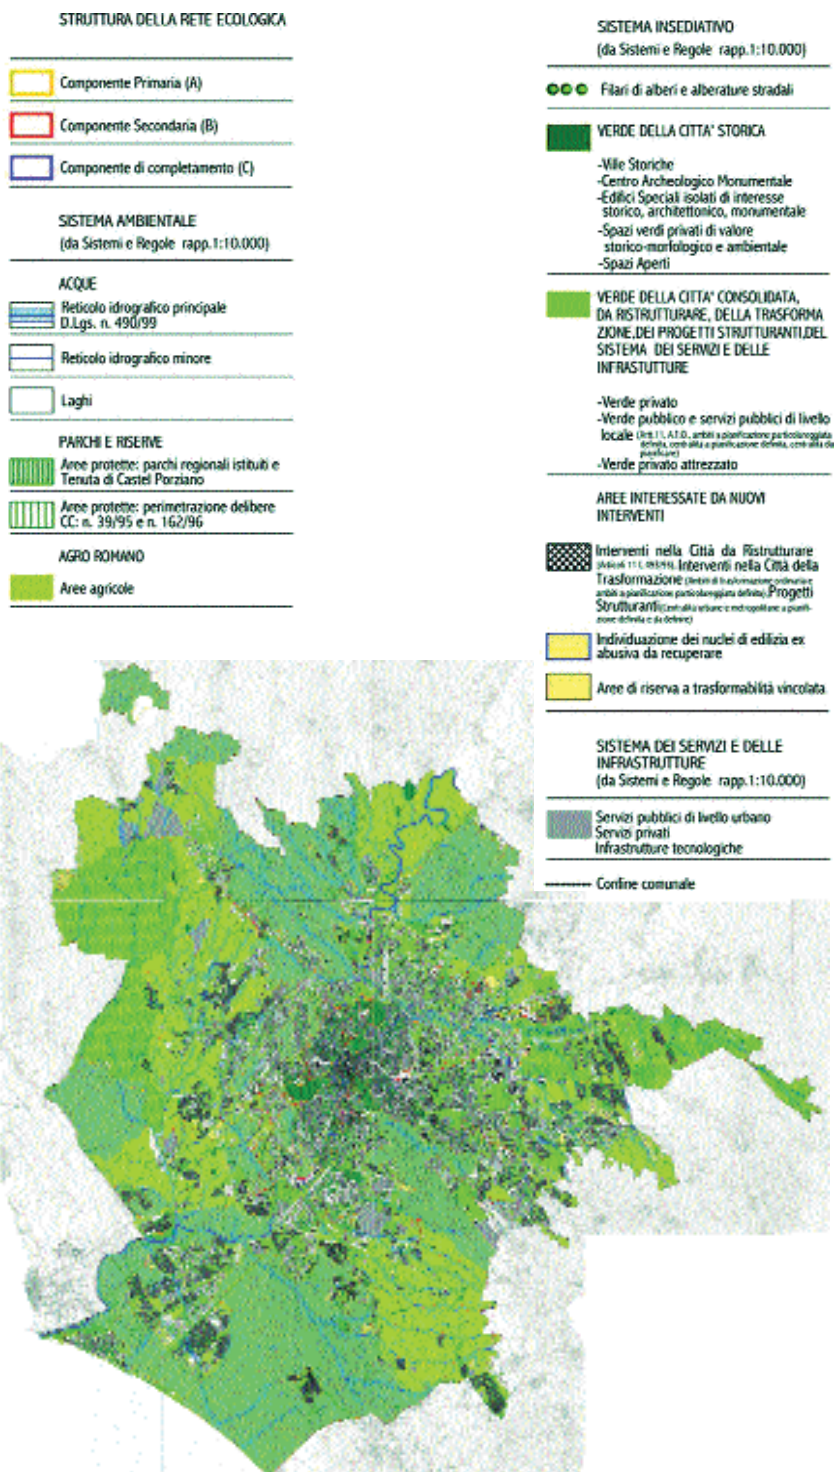 STRUTTURA DELLA RETE ECOLOGICA
Componente Primaria (A)
Componente Secondaria (B)
Componente di completamento (C)
SISTEMA AMBIENTALE
(da Sistemi e Regole rapp.1:10.000)
ACQUE
Reticolo idrografico principale
D.Lgs. n. 490/99
Reticolo idrografico minore
Laghi
PARCHI E RISERVE
Aree protette: parchi regionali istituiti e
Tenuta di Castel Porziano
Aree protette: perimetrazione delibere
CC: n. 39/95 e n. 162/96
AGRO ROMANO
Aree agricole
SISTEMA INSEDIATIVO
(da Sistemi e Regole rapp.1:10.000)
Filari di alberi e alberature stradali
VERDE DELLA CITTA' STORICA
-Ville Storiche
-Centro Archeologico Monumentale
-Edifici Speciali isolati di interesse
storico, architettonico, monumentale
-Spazi verdi privati di valore
storico-morfologico e ambientale
-Spazi Aperti
VERDE DELLA CITTA' CONSOLIDATA,
DA RISTRUTTURARE, DELLA TRASFORMA
ZIONE,DEI PROGETTI STRUTTURANTI,DEL
SISTEMA DEI SERVIZI E DELLE
INFRASTUTTURE
-Verde privato
-Verde pubblico e servizi pubblici di livello
locale
-Verde privato attrezzato
AREE INTERESSATE DA NUOVI
INTERVENTI
Interventi nella Città da Ristrutturare
Interventi nella Città della
Trasformazione
Progetti
Strutturanti
Individuazione dei nuclei di edilizia ex
abusiva da recuperare
Aree di riserva a trasformabilità vincolata
SISTEMA DEI SERVIZI E DELLE
INFRASTRUTTURE
(da Sistemi e Regole rapp.1:10.000)
Servizi pubblici di livello urbano
Servizi privati
Infrastrutture tecnologiche
Confine comunale